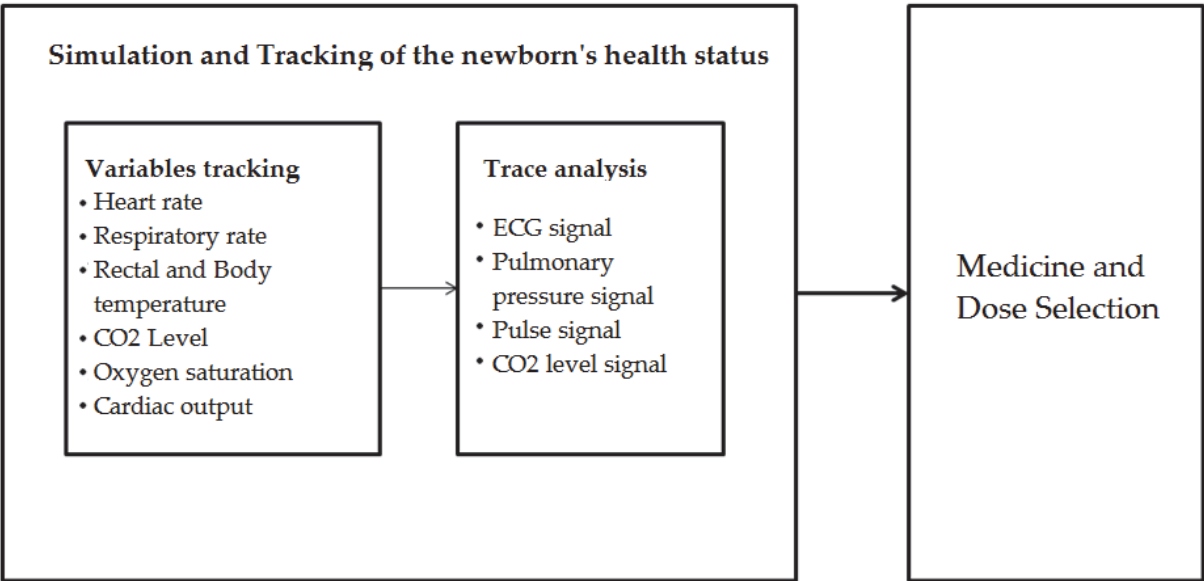 Simulation and Tracking of the newborn's health status
Variables tracking
• Heart rate
• Respiratory rate
• Rectal and Body
temperature
• CO2 Level
• Oxygen saturation
• Cardiac output
Trace analysis
• ECG signal
• Pulmonary
pressure signal
• Pulse signal
• CO2 level signal
Medicine and
Dose Selection